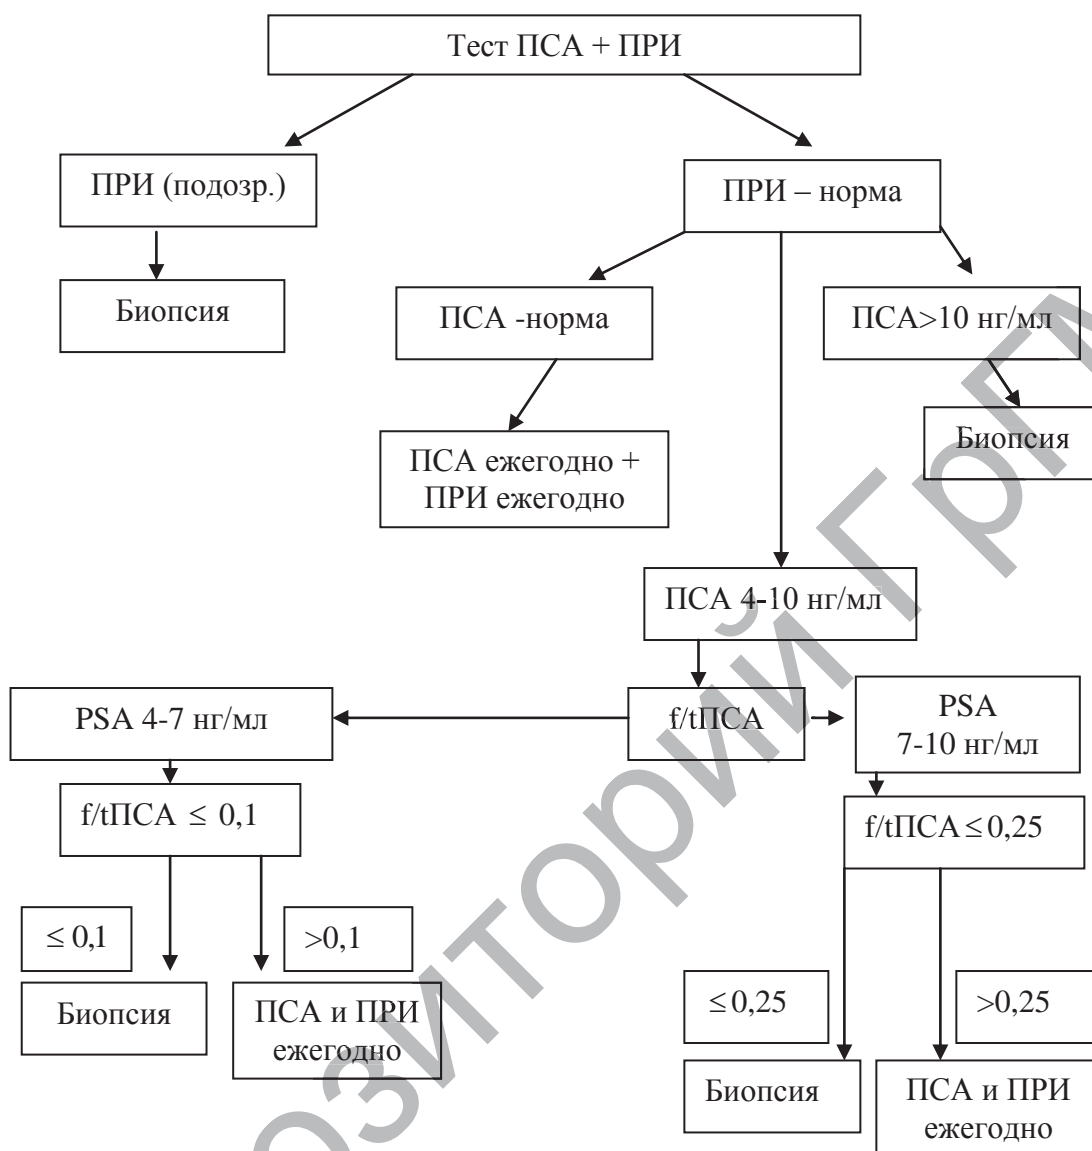 Тест ПСА + ПРИ
ПРИ (подозр.)
ПРИ – норма
Биопсия
ПСА -норма
ПСА>10 нг/мл
ПСА ежегодно +
ПРИ ежегодно
Биопсия
ПСА 4-10 нг/мл
PSA 4-7 нг/мл
f/tПСА
PSA
7-10 нг/мл
f/tПСА ≤ 0,1
f/tПСА ≤ 0,25
≤ 0,1
>0,1
Биопсия
ПСА и ПРИ
ежегодно
≤ 0,25
>0,25
Биопсия
ПСА и ПРИ
ежегодно